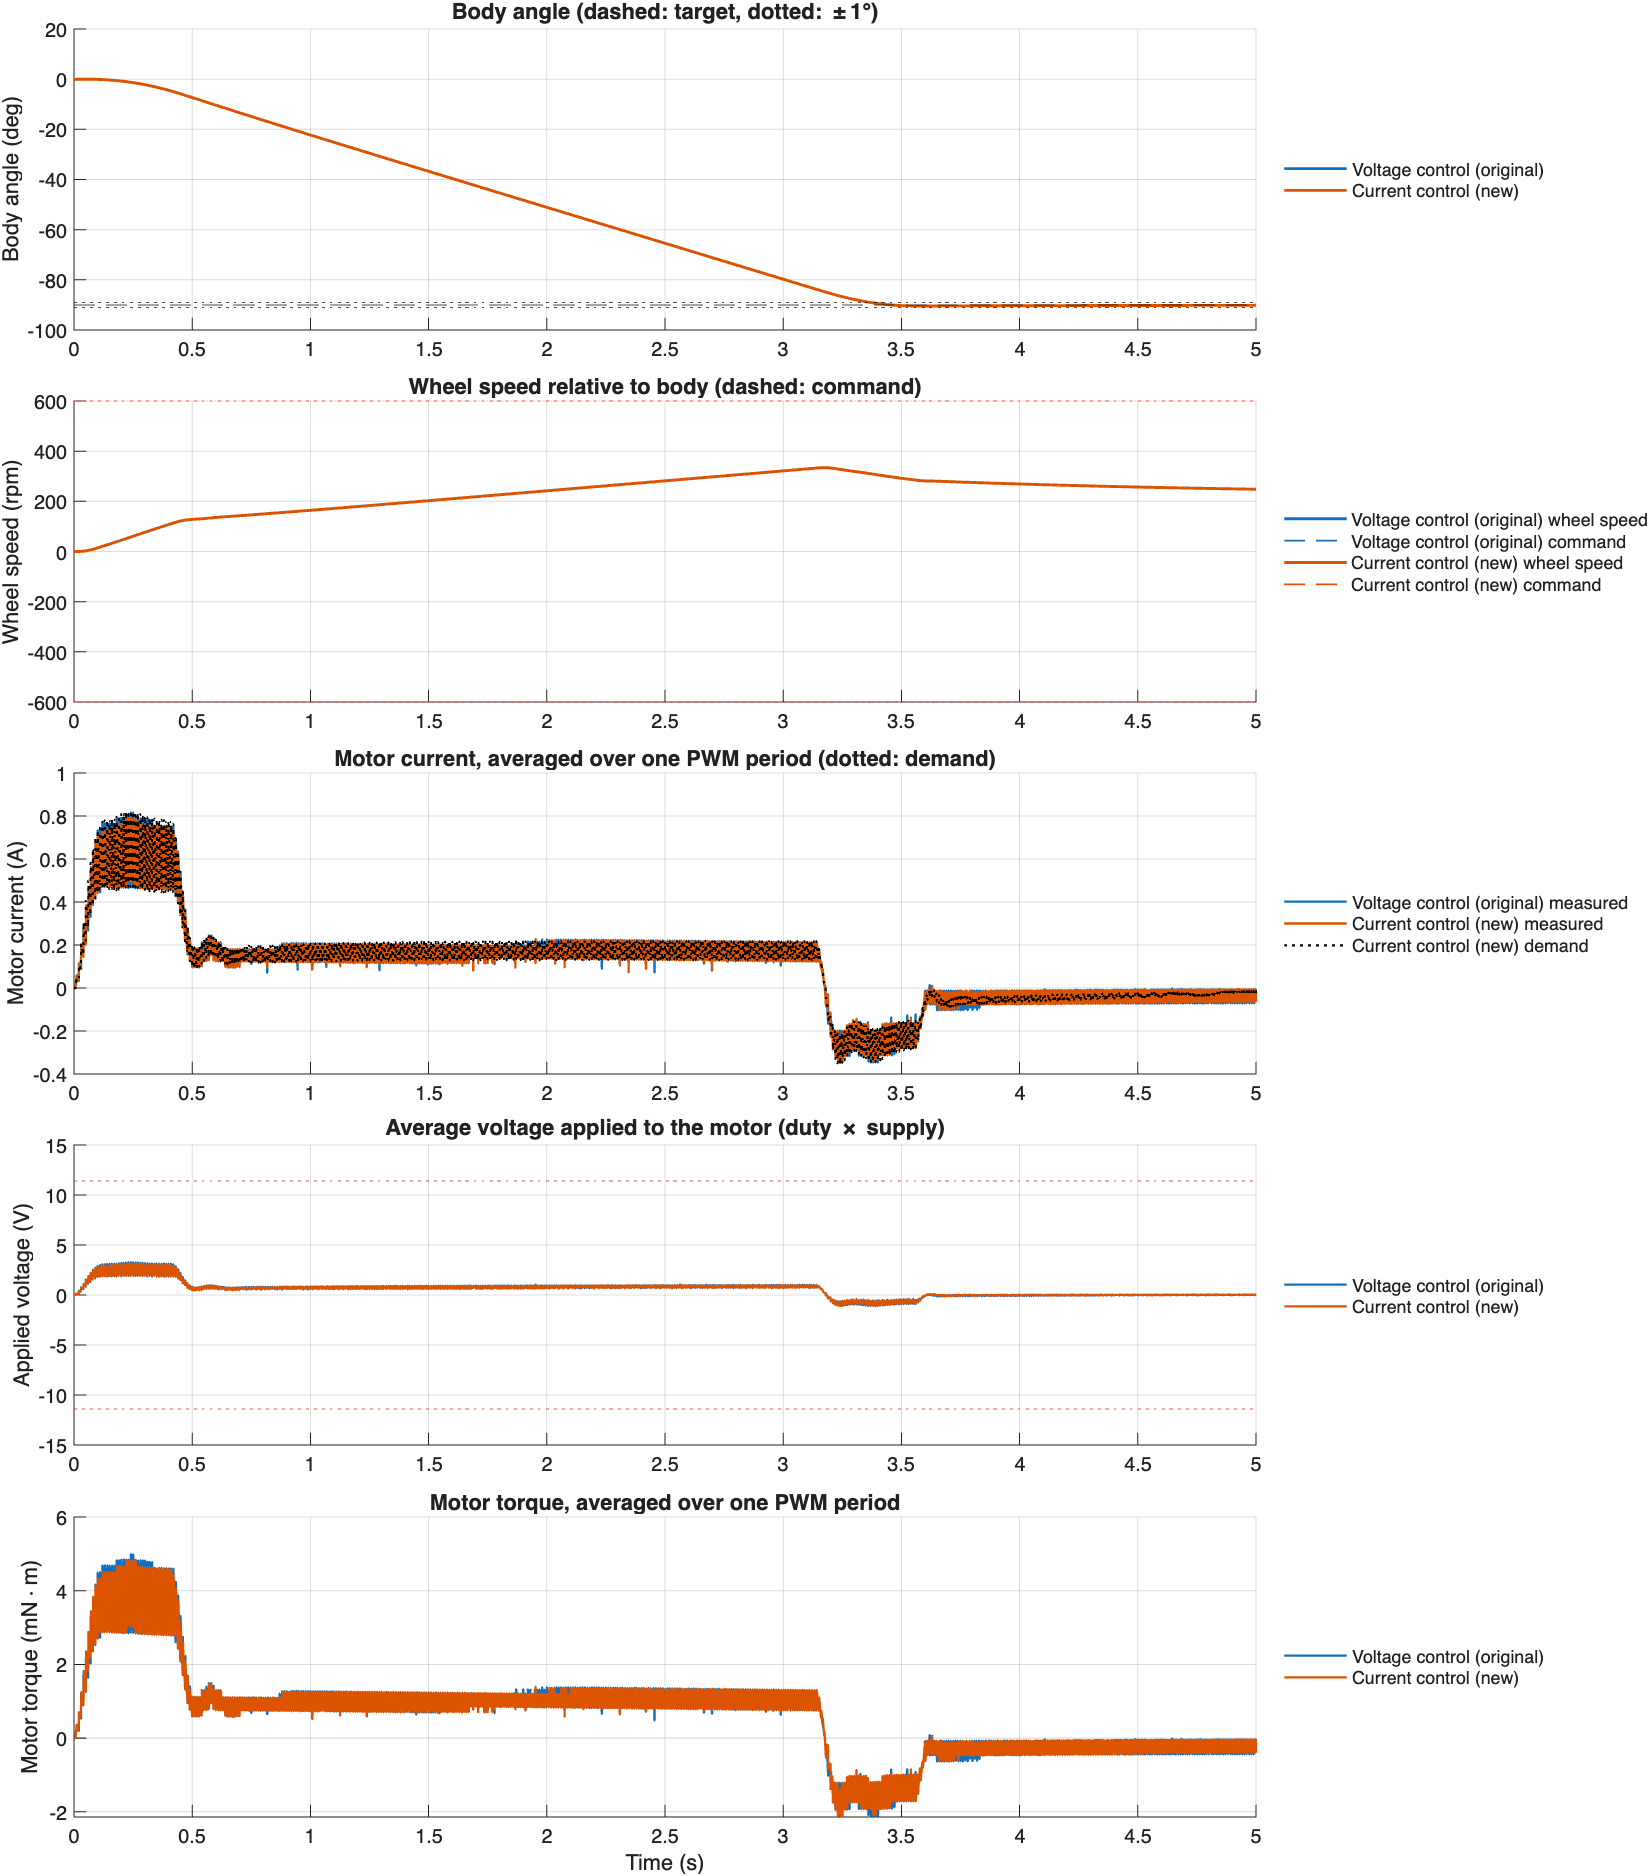 Body angle (dashed: target, dotted: ±1°)
Body angle (deg)
20
0
-20
-40
-60
-80
-100
0 0.5 1 1.5 2 2.5 3 3.5 4 4.5 5
Voltage control (original)
Current control (new)
Wheel speed relative to body (dashed: command)
Wheel speed (rpm)
600
400
200
0
-200
-400
-600
0 0.5 1 1.5 2 2.5 3 3.5 4 4.5 5
Voltage control (original) wheel speed
Voltage control (original) command
Current control (new) wheel speed
Current control (new) command
Motor current, averaged over one PWM period (dotted: demand)
Motor current (A)
1
0.8
0.6
0.4
0.2
0
-0.2
-0.4
0 0.5 1 1.5 2 2.5 3 3.5 4 4.5 5
Voltage control (original) measured
Current control (new) measured
Current control (new) demand
Average voltage applied to the motor (duty × supply)
Applied voltage (V)
15
10
5
0
-5
-10
-15
0 0.5 1 1.5 2 2.5 3 3.5 4 4.5 5
Voltage control (original)
Current control (new)
Motor torque, averaged over one PWM period
Motor torque (mN · m)
6
4
2
0
-2
0 0.5 1 1.5 2 2.5 3 3.5 4 4.5 5
Time (s)
Voltage control (original)
Current control (new)